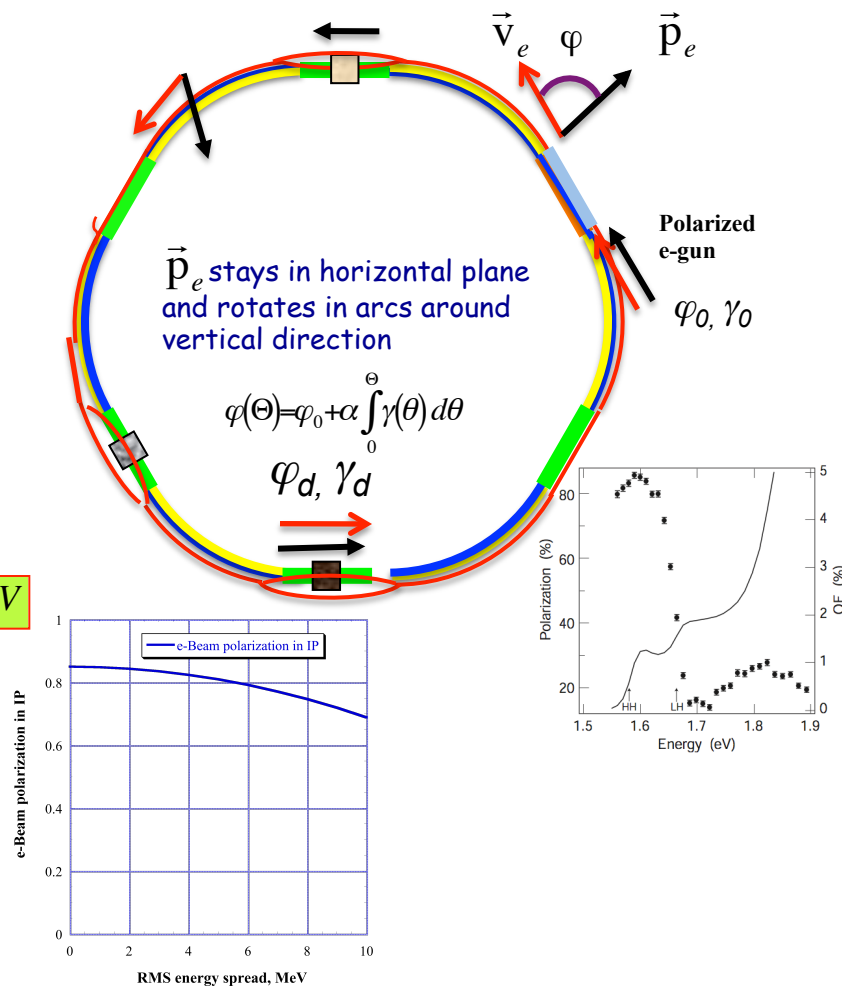 v⃗e φ p⃗e
Polarized
e-gun
φ0, γ0
p⃗e stays in horizontal plane
and rotates in arcs around
vertical direction
φ(Θ)=φ0+α∫0Θγ(θ)dθ
φd, γd
V
e-Beam polarization in IP
1
0.8
0.6
0.4
0.2
0
e-Beam polarization in IP
0 2 4 6 8 10
RMS energy spread, MeV
80
60
40
20
Polarization (%)
5
4
3
2
1
0
QE (%)
HH LH
1.5 1.6 1.7 1.8 1.9
Energy (eV)